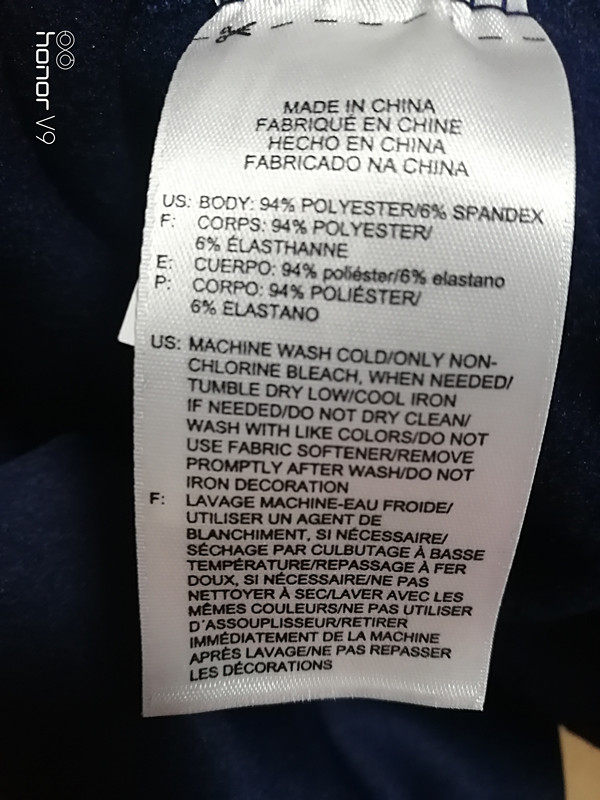 honor V9
MADE IN CHINA
FABRIQUÉ EN CHINE
HECHO EN CHINA
FABRICADO NA CHINA
US: BODY: 94% POLYESTER/6% SPANDEX
F: CORPS: 94% POLYESTER/
6% ÉLASTHANNE
E: CUERPO: 94% poliéster/6% elastano
P: CORPO: 94% POLIÉSTER/
6% ELASTANO
US: MACHINE WASH COLD/ONLY NON-
CHLORINE BLEACH, WHEN NEEDED/
TUMBLE DRY LOW/COOL IRON
IF NEEDED/DO NOT DRY CLEAN/
WASH WITH LIKE COLORS/DO NOT
USE FABRIC SOFTENER/REMOVE
PROMPTLY AFTER WASH/DO NOT
IRON DECORATION
F: LAVAGE MACHINE-EAU FROIDE/
UTILISER UN AGENT DE
BLANCHIMENT, SI NÉCESSAIRE/
SÉCHAGE PAR CULBUTAGE À BASSE
TEMPÉRATURE/REPASSAGE À FER
DOUX, SI NÉCESSAIRE/NE PAS
NETTOYER À SEC/LAVER AVEC LES
MÊMES COULEURS/NE PAS UTILISER
D'ASSOUPLISSEUR/RETIRER
IMMÉDIATEMENT DE LA MACHINE
APRÈS LAVAGE/NE PAS REPASSER
LES DÉCORATIONS